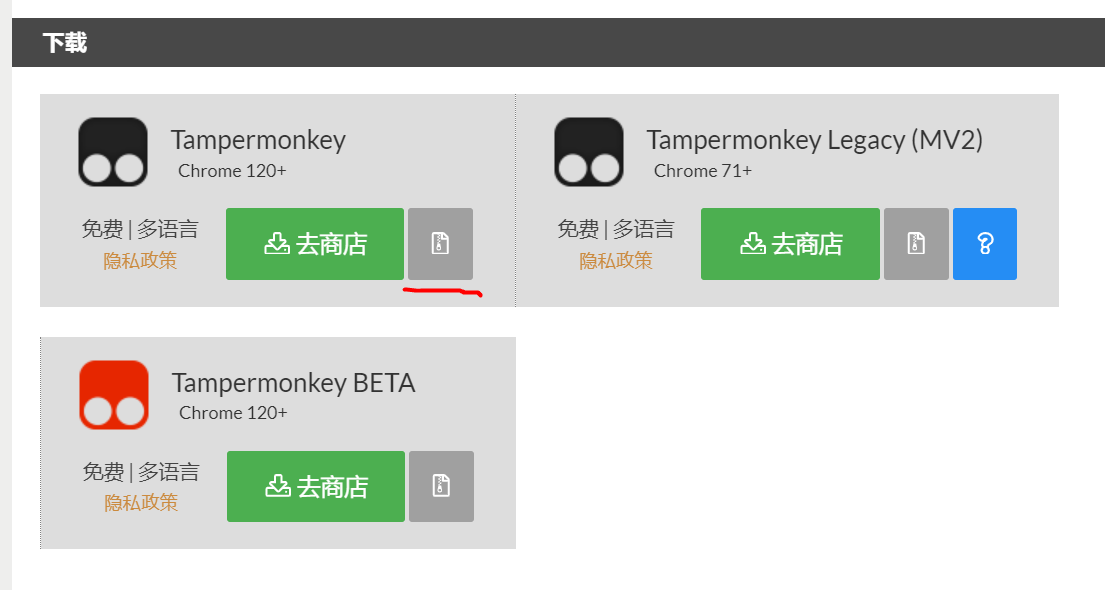 下载
Tampermonkey
Chrome 120+
免费 | 多语言
隐私政策
去商店
Tampermonkey Legacy (MV2)
Chrome 71+
免费 | 多语言
隐私政策
去商店
Tampermonkey BETA
Chrome 120+
免费 | 多语言
隐私政策
去商店